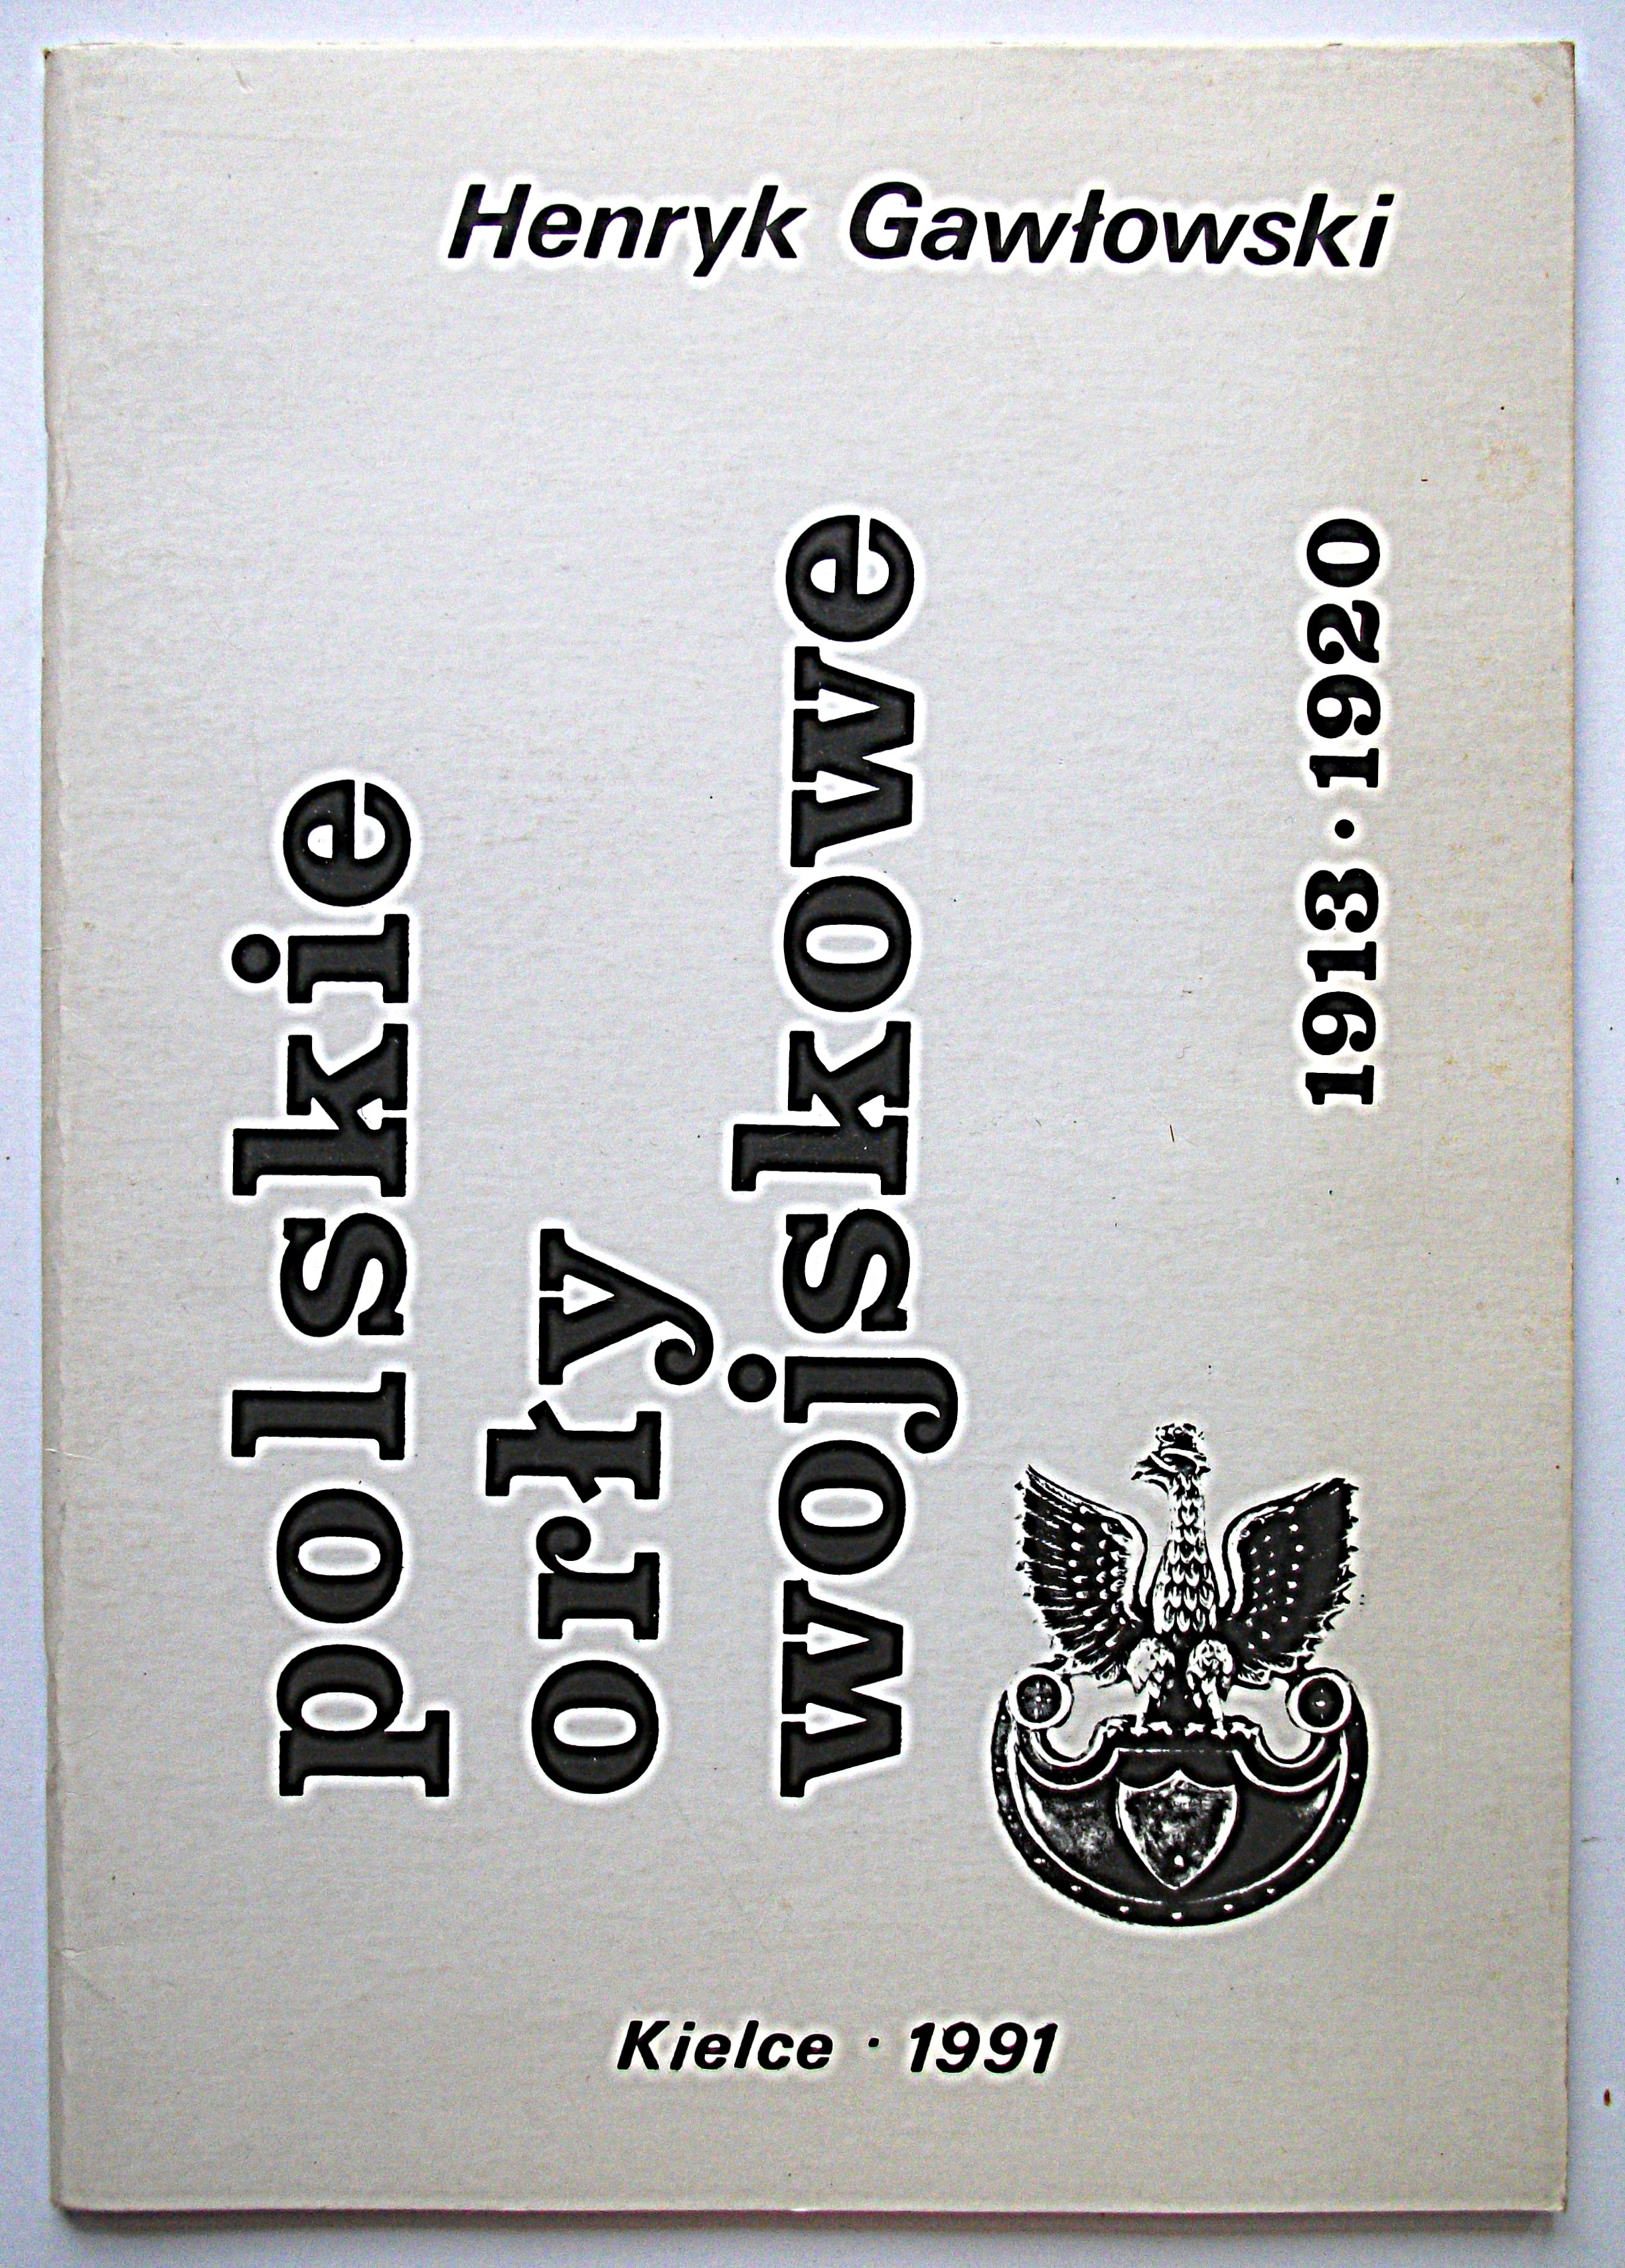 Henryk Gawłowski
polskie
orły
wojskowe
1913·1920
Kielce · 1991